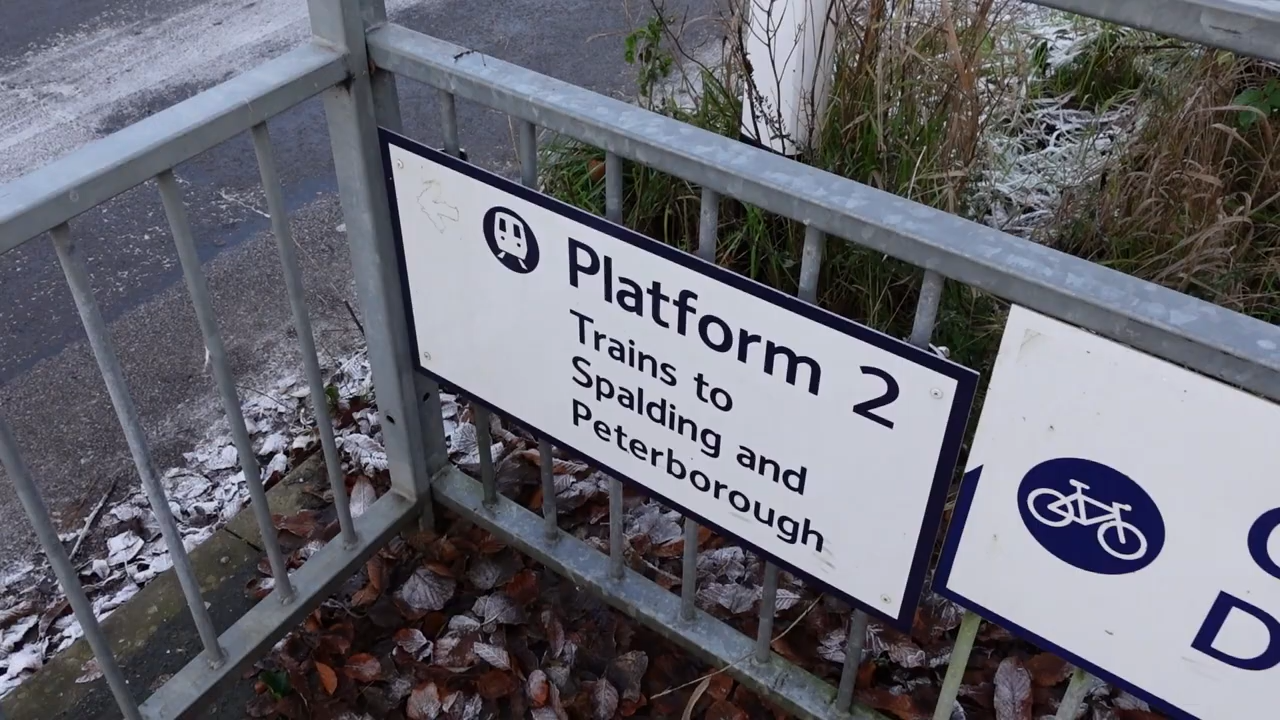 Platform 2
Trains to
Spalding and
Peterborough